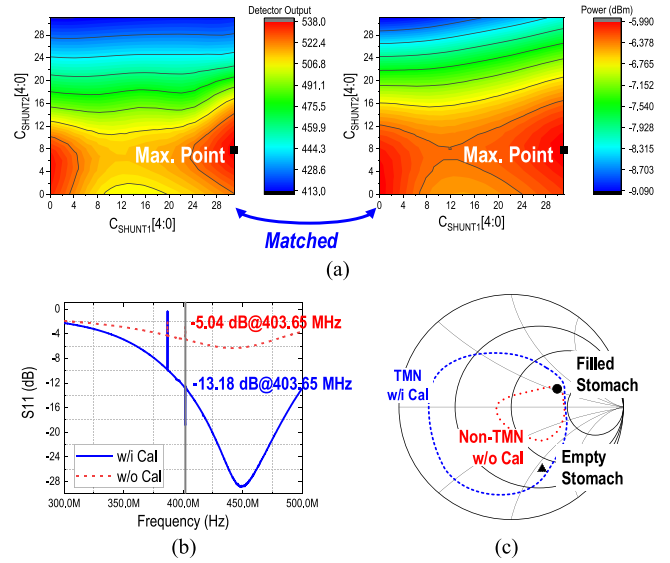 (a)
Detector Output
538.0
522.4
506.8
491.1
475.5
459.9
444.3
428.6
413,0
Power (dBm)
-5,990
-6,378
-6,765
-7,153
-7,540
-7,928
-8,315
-8,703
-9,090
C_SHUNT2[4:0]
28
24
20
16
12
8
4
0
0 4 8 12 16 20 24 28
C_SHUNT1[4:0]
Max. Point
C_SHUNT2[4:0]
28
24
20
16
12
8
4
0
0 4 8 12 16 20 24 28
C_SHUNT1[4:0]
Max. Point
Matched
(a)
S11 (dB)
0
-4
-8
-12
-16
-20
-24
-28
-5.04 dB@403.65 MHz
-13.18 dB@403.65 MHz
w/i Cal
w/o Cal
300,0M 350,0M 400,0M 450,0M 500,0M
Frequency (Hz)
(b)
TMN
w/i Cal
Filled
Stomach
Non-TMN
w/o Cal
Empty
Stomach
(c)